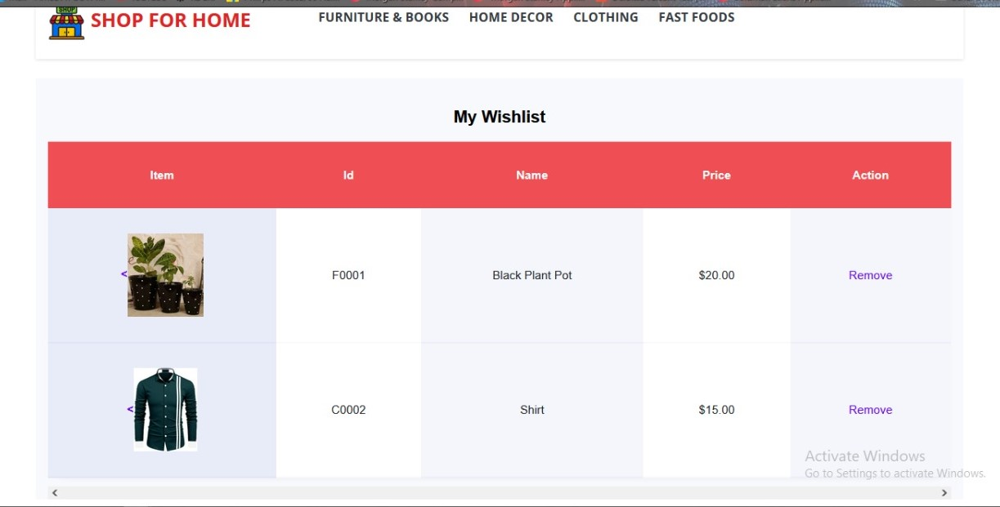 SHOP
SHOP FOR HOME
FURNITURE & BOOKS HOME DECOR CLOTHING FAST FOODS
My Wishlist
Item Id Name Price Action
< F0001 Black Plant Pot $20.00 Remove
< C0002 Shirt $15.00 Remove
Activate Windows
Go to Settings to activate Windows.